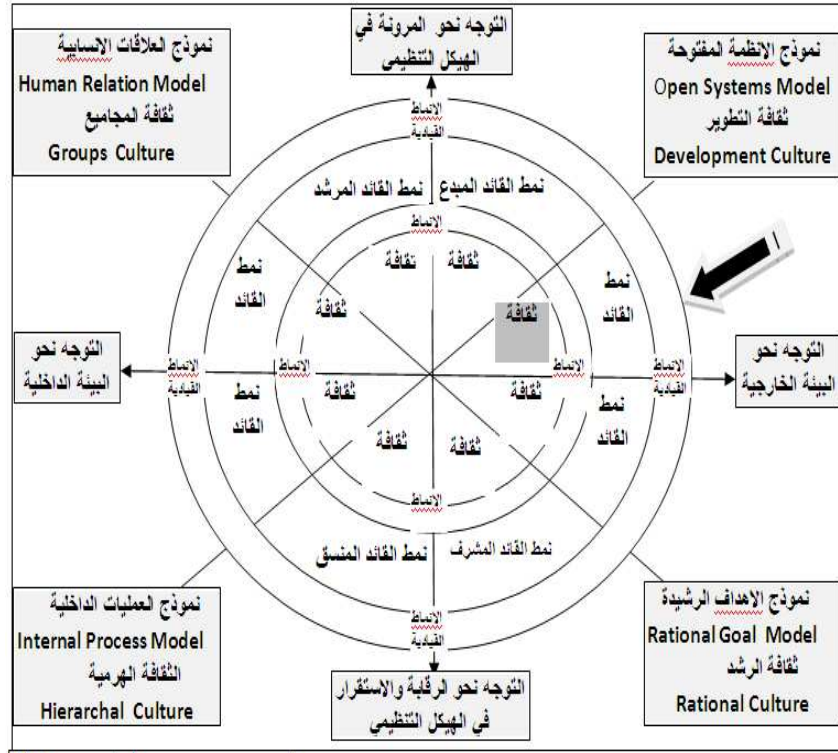 التوجه نحو المرونة في
الهيكل التنظيمي
نموذج العلاقات الانسانية
Human Relation Model
ثقافة المجاميع
Groups Culture
نموذج الانظمة المفتوحة
Open Systems Model
ثقافة التطوير
Development Culture
الانماط
القيادية
نمط القائد المبدع
نمط القائد المرشد
الانماط
ثقافة
ثقافة
نمط
القائد
نمط
القائد
ثقافة
ثقافة
التوجه نحو
البيئة الخارجية
الانماط
القيادية
الانماط
الانماط
الانماط
القيادية
التوجه نحو
البيئة الداخلية
ثقافة
ثقافة
نمط
القائد
نمط
القائد
ثقافة
ثقافة
الانماط
نمط القائد المشرف
نمط القائد المنسق
الانماط
القيادية
نموذج الاهداف الرشيدة
Rational Goal Model
ثقافة الرشد
Rational Culture
نموذج العمليات الداخلية
Internal Process Model
الثقافة الهرمية
Hierarchal Culture
التوجه نحو الرقابة والاستقرار
في الهيكل التنظيمي